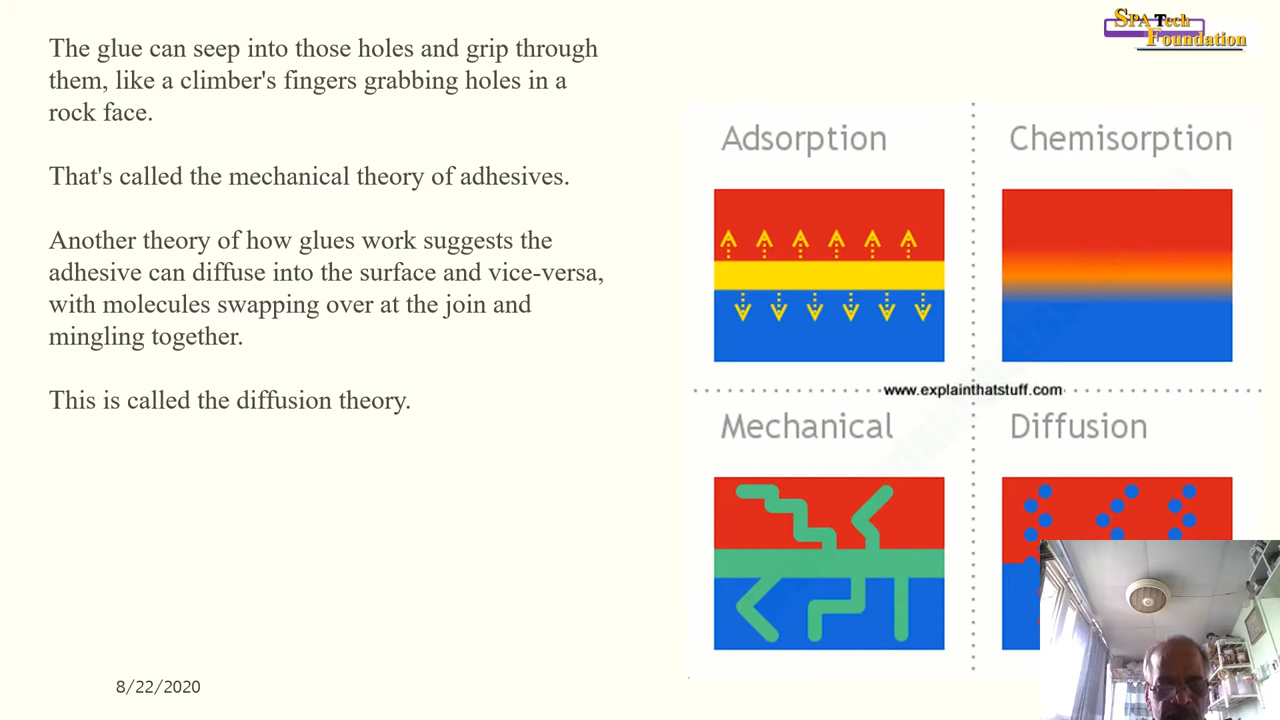 SPA Tech
Foundation
The glue can seep into those holes and grip through
them, like a climber's fingers grabbing holes in a
rock face.
That's called the mechanical theory of adhesives.
Another theory of how glues work suggests the
adhesive can diffuse into the surface and vice-versa,
with molecules swapping over at the join and
mingling together.
This is called the diffusion theory.
Adsorption
Chemisorption
www.explainthatstuff.com
Mechanical
Diffusion
8/22/2020